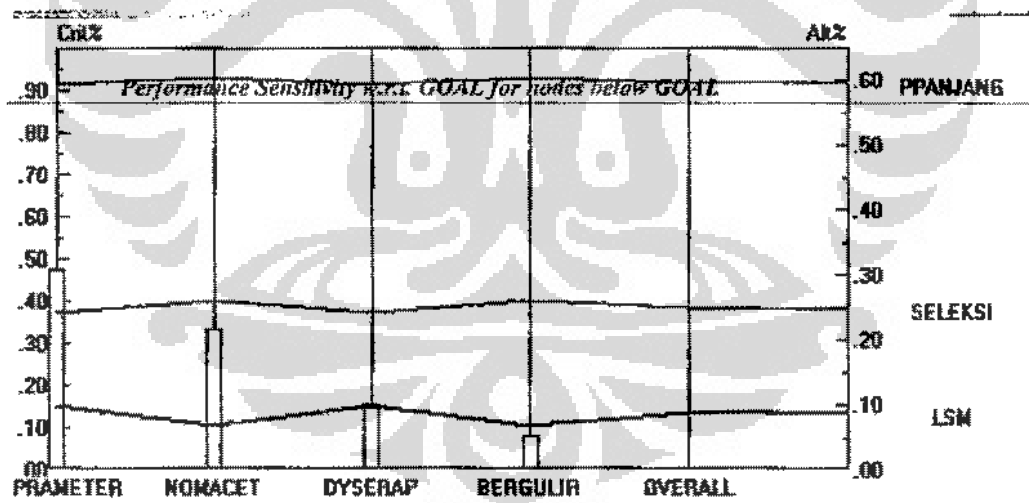 Crit% Alt%
Performance Sensitivity w.r.t. GOAL for nodes below GOAL
.90 .60 PPANJANG
.80
.70 .50
.60 .40
.50 .30
.40 SELEKSI
.30 .20
.20 .10
.10 LSM
.00 .00
PRAMETER NOMACET DYSERAP BERGULIR OVERALL